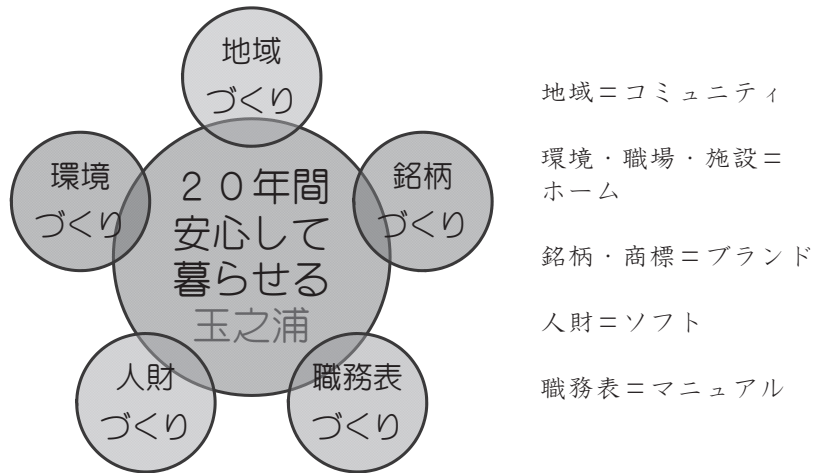 地域
づくり
環境
づくり
２０年間
安心して
暮らせる
玉之浦
銘柄
づくり
人財
づくり
職務表
づくり
地域＝コミュニティ
環境・職場・施設＝
ホーム
銘柄・商標＝ブランド
人財＝ソフト
職務表＝マニュアル